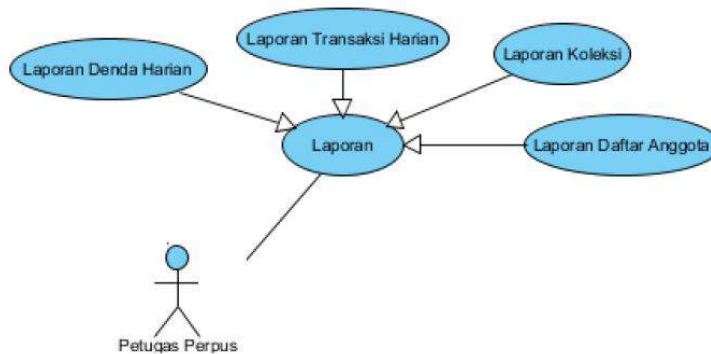 Laporan Transaksi Harian
Laporan Koleksi
Laporan Denda Harian
Laporan
Laporan Daftar Anggota
Petugas Perpus